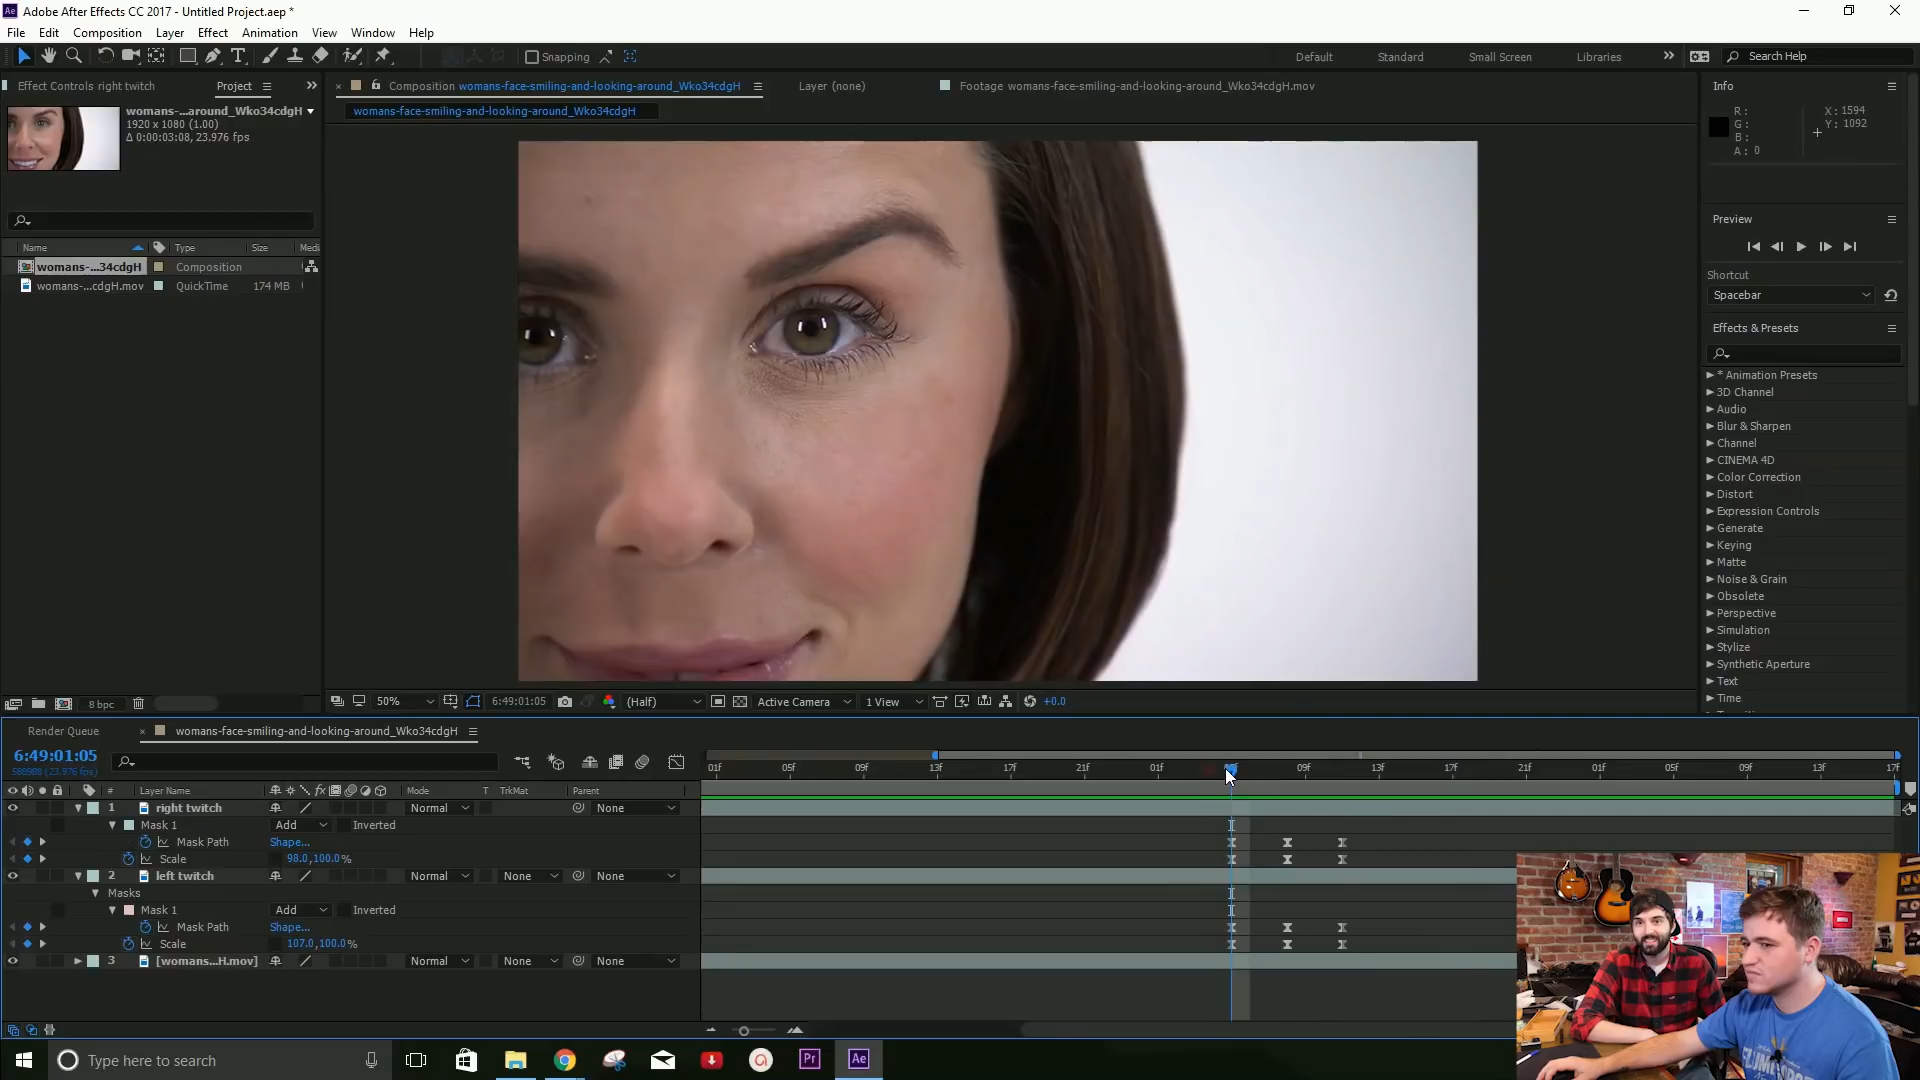 Adobe After Effects CC 2017 - Untitled Project.aep *
File Edit Composition Layer Effect Animation View Window Help
Snapping Default Standard Small Screen Libraries Search Help
Effect Controls right twitch Project
Composition womans-face-smiling-and-looking-around_Wko34cdgH Layer (none) Footage womans-face-smiling-and-looking-around_Wko34cdgH.mov
womans-face-smiling-and-looking-around_Wko34cdgH
womans-...around_Wko34cdgH
1920 x 1080 (1.00)
Δ 0:00:03:08, 23.976 fps
Name Type Size Medi
womans-...34cdgH Composition
womans-...cdgH.mov QuickTime 174 MB
8 bpc
50% 6:49:01:05 (Half) Active Camera 1 View +0.0
Info
R: X: 1594
G: Y: 1092
B:
A: 0
Preview
Shortcut
Spacebar
Effects & Presets
* Animation Presets
3D Channel
Audio
Blur & Sharpen
Channel
CINEMA 4D
Color Correction
Distort
Expression Controls
Generate
Keying
Matte
Noise & Grain
Obsolete
Perspective
Simulation
Stylize
Synthetic Aperture
Text
Time
Render Queue womans-face-smiling-and-looking-around_Wko34cdgH
6:49:01:05
(23.976 fps)
01f 05f 09f 13f 17f 21f 01f 09f 13f 17f 21f 01f 05f 09f 13f 17f
# Layer Name Mode T TrkMat Parent
1 right twitch Normal None
Mask 1 Add Inverted
Mask Path Shape...
Scale 98.0,100.0%
2 left twitch Normal None None
Masks
Mask 1 Add Inverted
Mask Path Shape...
Scale 107.0,100.0%
3 [womans...H.mov] Normal None None
Type here to search
Pr Ae